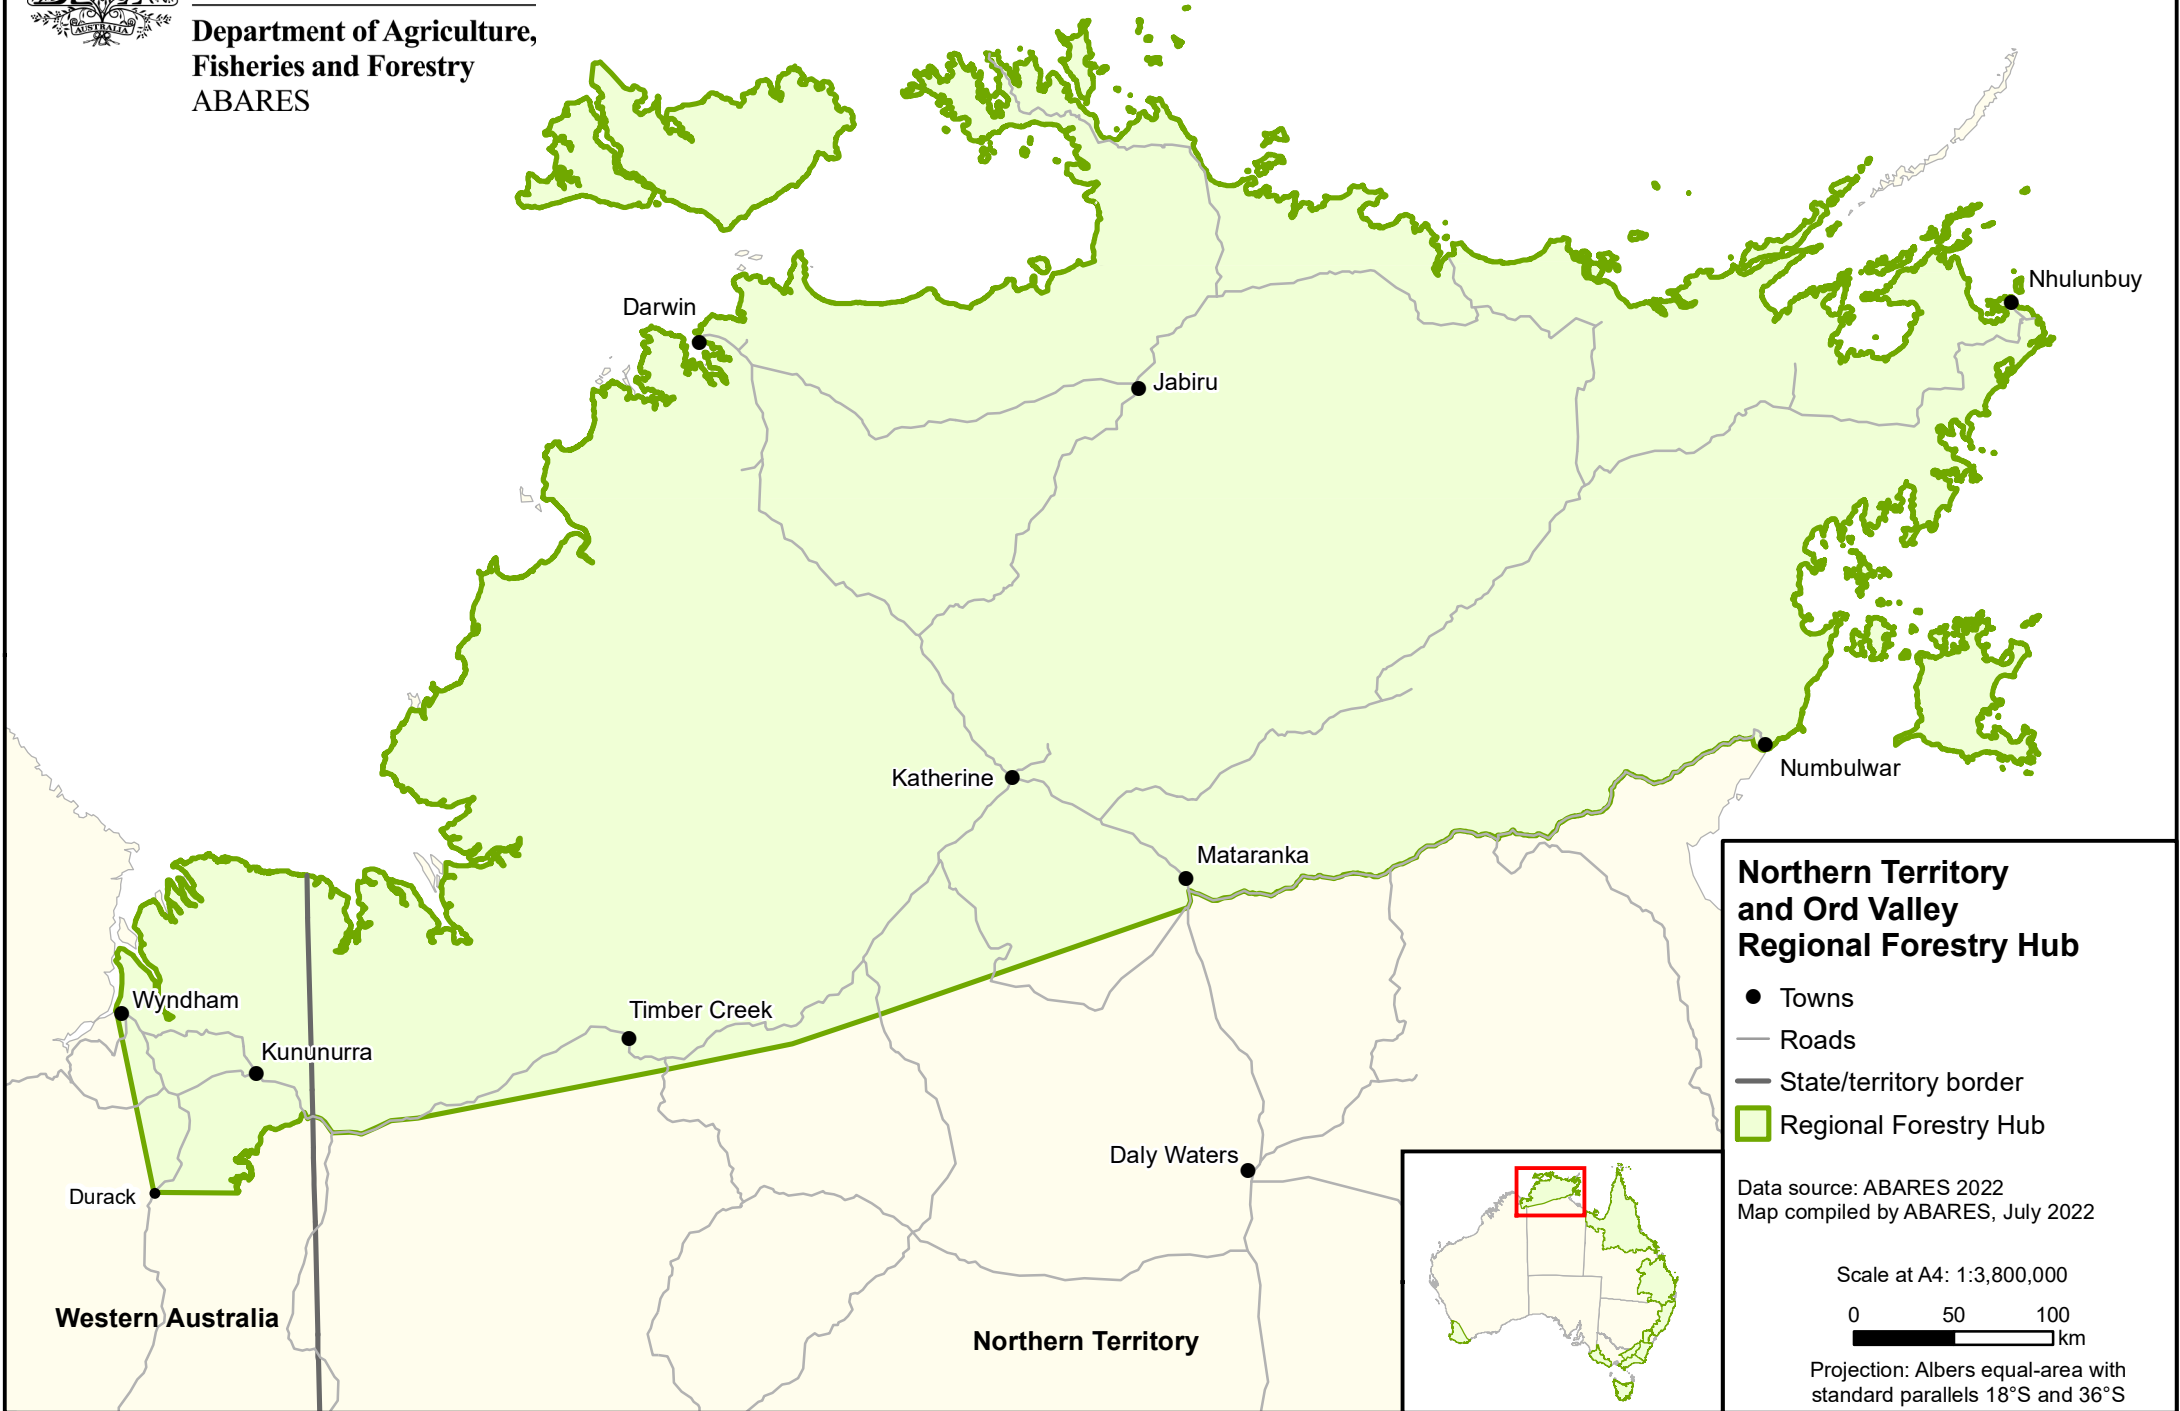 AUSTRALIA
Department of Agriculture,
Fisheries and Forestry
ABARES
Darwin
Nhulunbuy
Jabiru
Katherine
Numbulwar
Mataranka
Wyndham
Timber Creek
Kununurra
Daly Waters
Durack
Western Australia
Northern Territory
Northern Territory
and Ord Valley
Regional Forestry Hub
Towns
Roads
State/territory border
Regional Forestry Hub
Data source: ABARES 2022
Map compiled by ABARES, July 2022
Scale at A4: 1:3,800,000
0 50 100
km
Projection: Albers equal-area with
standard parallels 18°S and 36°S